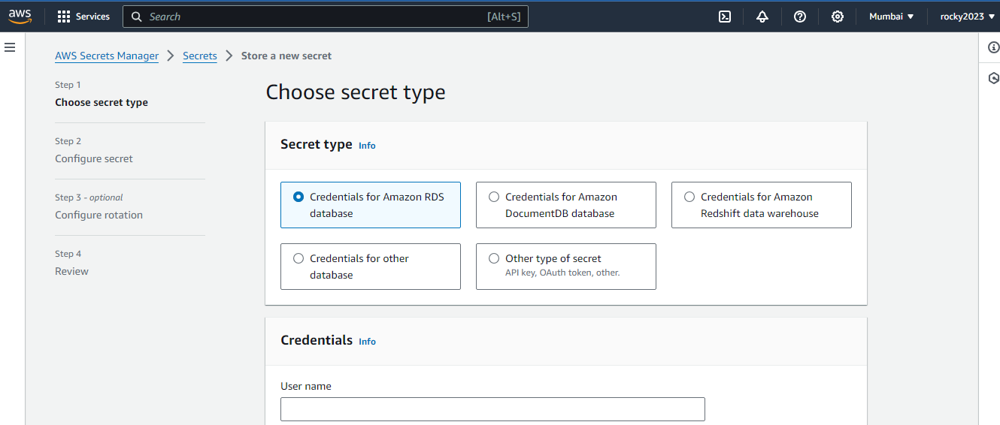 aws Services Search [Alt+S] Mumbai rocky2023
AWS Secrets Manager Secrets Store a new secret
Step 1
Choose secret type
Step 2
Configure secret
Step 3 - optional
Configure rotation
Step 4
Review
Choose secret type
Secret type Info
Credentials for Amazon RDS
database
Credentials for Amazon
DocumentDB database
Credentials for Amazon
Redshift data warehouse
Credentials for other
database
Other type of secret
API key, OAuth token, other.
Credentials Info
User name